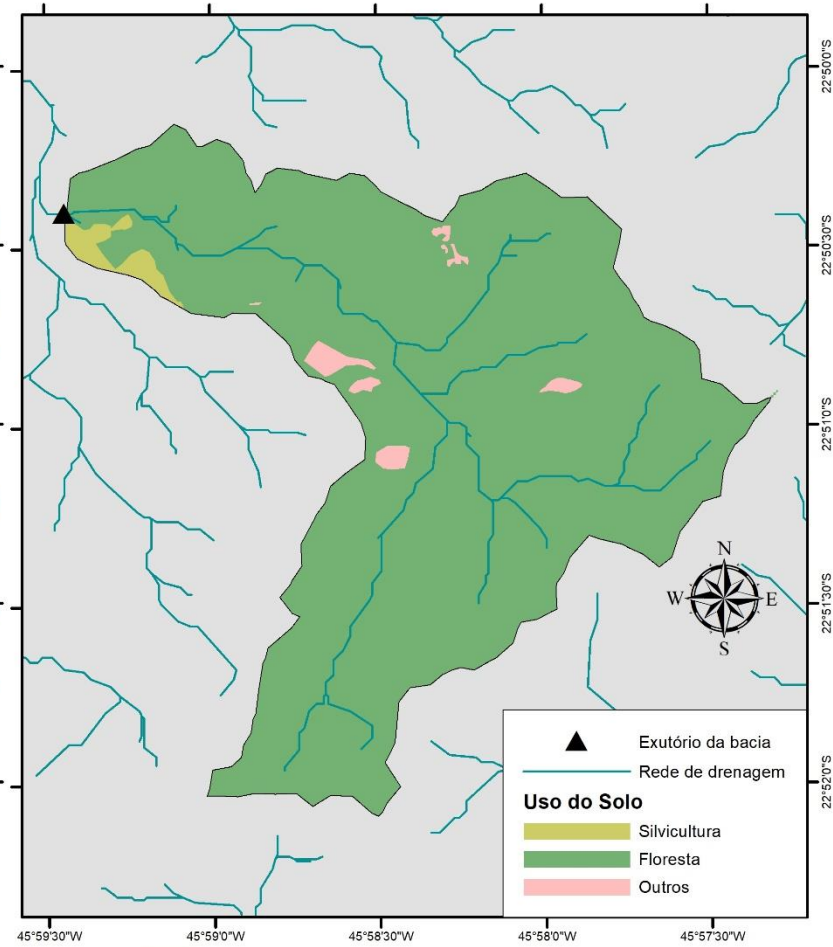 22°50'0"S
22°50'30"S
22°51'0"S
22°51'30"S
22°52'0"S
N
W
E
S
Exutório da bacia
Rede de drenagem
Uso do Solo
Silvicultura
Floresta
Outros
45°59'30"W
45°59'0"W
45°58'30"W
45°58'0"W
45°57'30"W